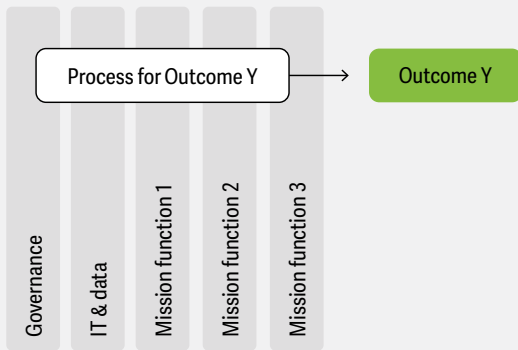 Process for Outcome Y
Outcome Y
Governance
IT & data
Mission function 1
Mission function 2
Mission function 3